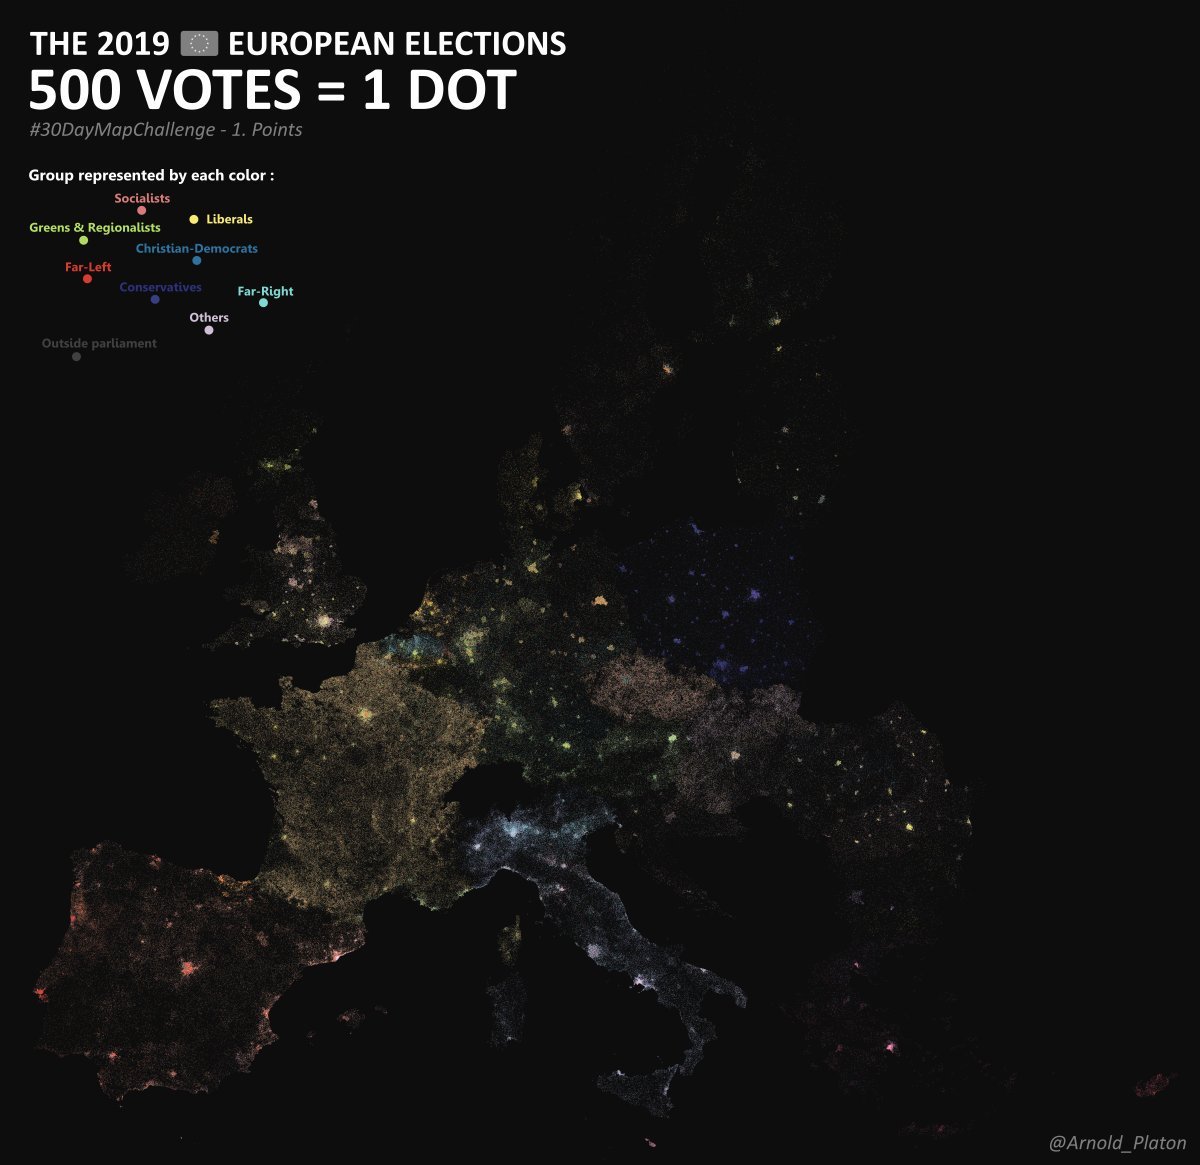 THE 2019 EUROPEAN ELECTIONS
500 VOTES = 1 DOT
#30DayMapChallenge - 1. Points
Group represented by each color :
Socialists
Liberals
Greens & Regionalists
Christian-Democrats
Far-Left
Conservatives
Far-Right
Others
Outside parliament
@Arnold_Platon